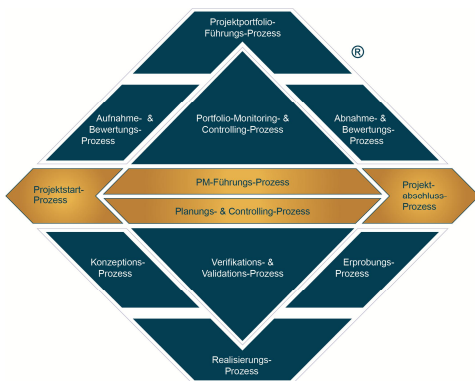 Projektportfolio-
Führungs-Prozess
®
Aufnahme- &
Bewertungs-
Prozess
Portfolio-Monitoring- &
Controlling-Prozess
Abnahme- &
Bewertungs-
Prozess
Projektstart-
Prozess
PM-Führungs-Prozess
Planungs- & Controlling-Prozess
Projekt-
abschluss-
Prozess
Konzeptions-
Prozess
Verifikations- &
Validations-Prozess
Erprobungs-
Prozess
Realisierungs-
Prozess